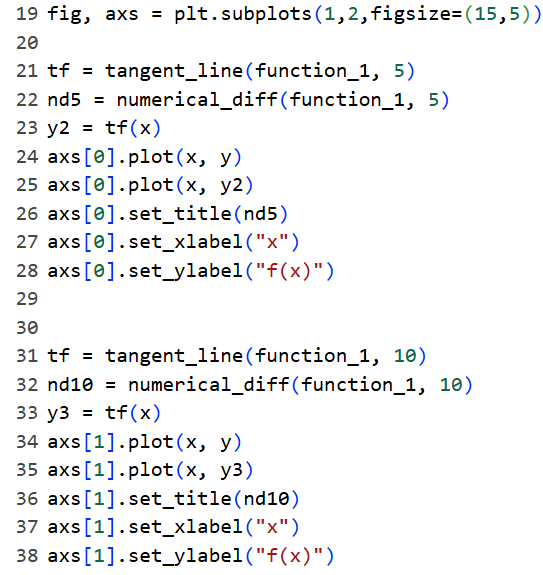 19 fig, axs = plt.subplots(1,2,figsize=(15,5))
20
21 tf = tangent_line(function_1, 5)
22 nd5 = numerical_diff(function_1, 5)
23 y2 = tf(x)
24 axs[0].plot(x, y)
25 axs[0].plot(x, y2)
26 axs[0].set_title(nd5)
27 axs[0].set_xlabel("x")
28 axs[0].set_ylabel("f(x)")
29
30
31 tf = tangent_line(function_1, 10)
32 nd10 = numerical_diff(function_1, 10)
33 y3 = tf(x)
34 axs[1].plot(x, y)
35 axs[1].plot(x, y3)
36 axs[1].set_title(nd10)
37 axs[1].set_xlabel("x")
38 axs[1].set_ylabel("f(x)")